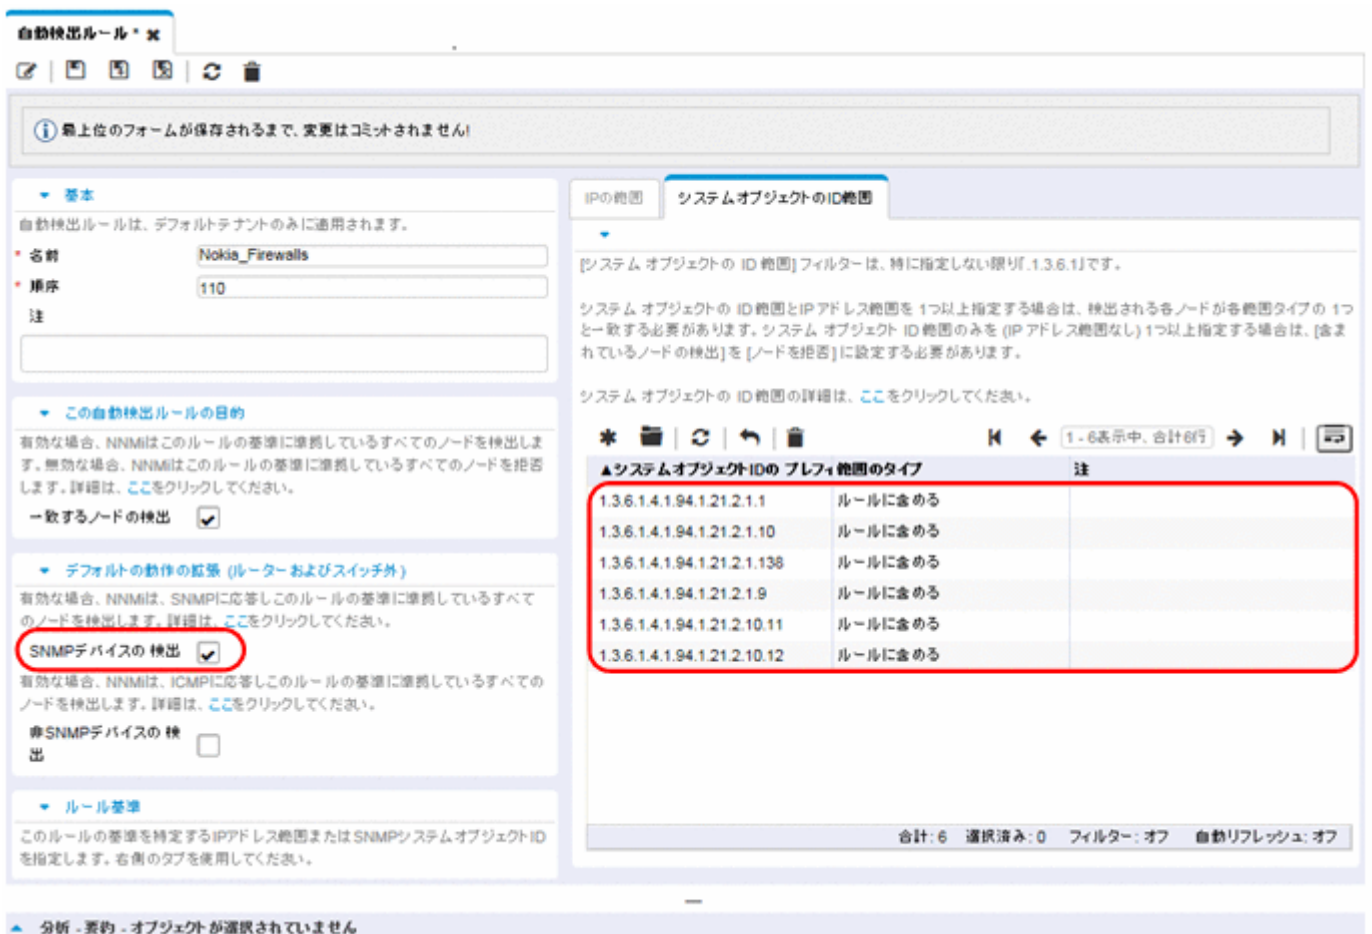 自動検出ルール *
最上位のフォームが保存されるまで、変更はコミットされません!
基本
自動検出ルールは、デフォルトテナントのみに適用されます。
* 名前 Nokia_Firewalls
* 順序 110
注
この自動検出ルールの目的
有効な場合、NNMiはこのルールの基準に準拠しているすべてのノードを検出しま
す。無効な場合、NNMiはこのルールの基準に準拠しているすべてのノードを拒否
します。詳細は、ここをクリックしてください。
一致するノードの検出
デフォルトの動作の拡張 (ルーターおよびスイッチ外)
有効な場合、NNMiは、SNMPに応答しこのルールの基準に準拠しているすべて
のノードを検出します。詳細は、ここをクリックしてください。
SNMPデバイスの 検出
有効な場合、NNMiは、ICMPに応答しこのルールの基準に準拠しているすべての
ノードを検出します。詳細は、ここをクリックしてください。
非SNMPデバイスの 検
出
ルール基準
このルールの基準を特定するIPアドレス範囲またはSNMPシステムオブジェクトID
を指定します。右側のタブを使用してください。
IPの範囲 システムオブジェクトのID範囲
[システム オブジェクトの ID 範囲] フィルターは、特に指定しない限り「.1.3.6.1」です。
システム オブジェクトの ID 範囲とIP アドレス範囲を 1つ以上指定する場合は、検出される各ノードが各範囲タイプの 1つ
と一致する必要があります。システム オブジェクト ID 範囲のみを (IP アドレス範囲なし) 1つ以上指定する場合は、[含ま
れているノードの検出] を [ノードを拒否] に設定する必要があります。
システム オブジェクトの ID 範囲の詳細は、ここをクリックしてください。
1 - 6表示中、合計6行
▲システムオブジェクトIDの プレフィ 範囲のタイプ 注
1.3.6.1.4.1.94.1.21.2.1.1 ルールに含める
1.3.6.1.4.1.94.1.21.2.1.10 ルールに含める
1.3.6.1.4.1.94.1.21.2.1.138 ルールに含める
1.3.6.1.4.1.94.1.21.2.1.9 ルールに含める
1.3.6.1.4.1.94.1.21.2.10.11 ルールに含める
1.3.6.1.4.1.94.1.21.2.10.12 ルールに含める
合計: 6 選択済み: 0 フィルター: オフ 自動リフレッシュ: オフ
分析 - 要約 - オブジェクトが選択されていません